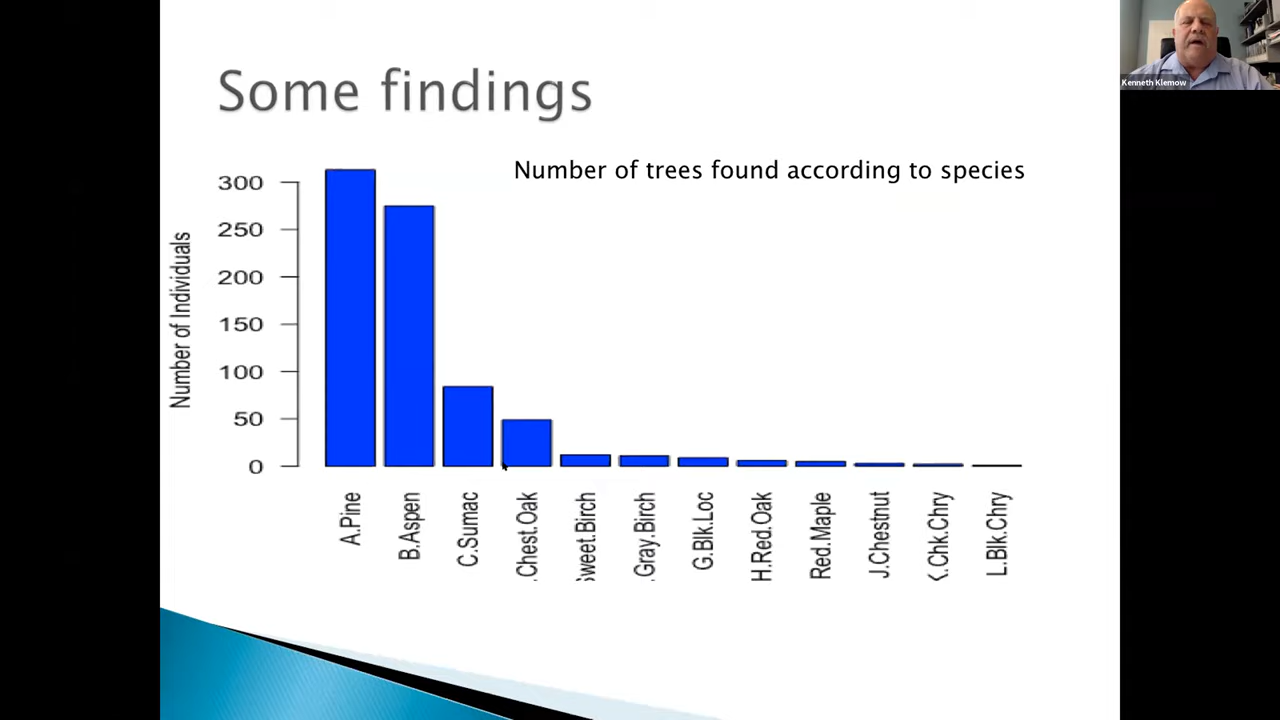 Some findings
Kenneth Klemow
Number of trees found according to species
Number of Individuals
300
250
200
150
100
50
0
A.Pine
B.Aspen
C.Sumac
.Chest.Oak
Sweet.Birch
.Gray.Birch
G.Blk.Loc
H.Red.Oak
Red.Maple
J.Chestnut
K.Chk.Chry
L.Blk.Chry